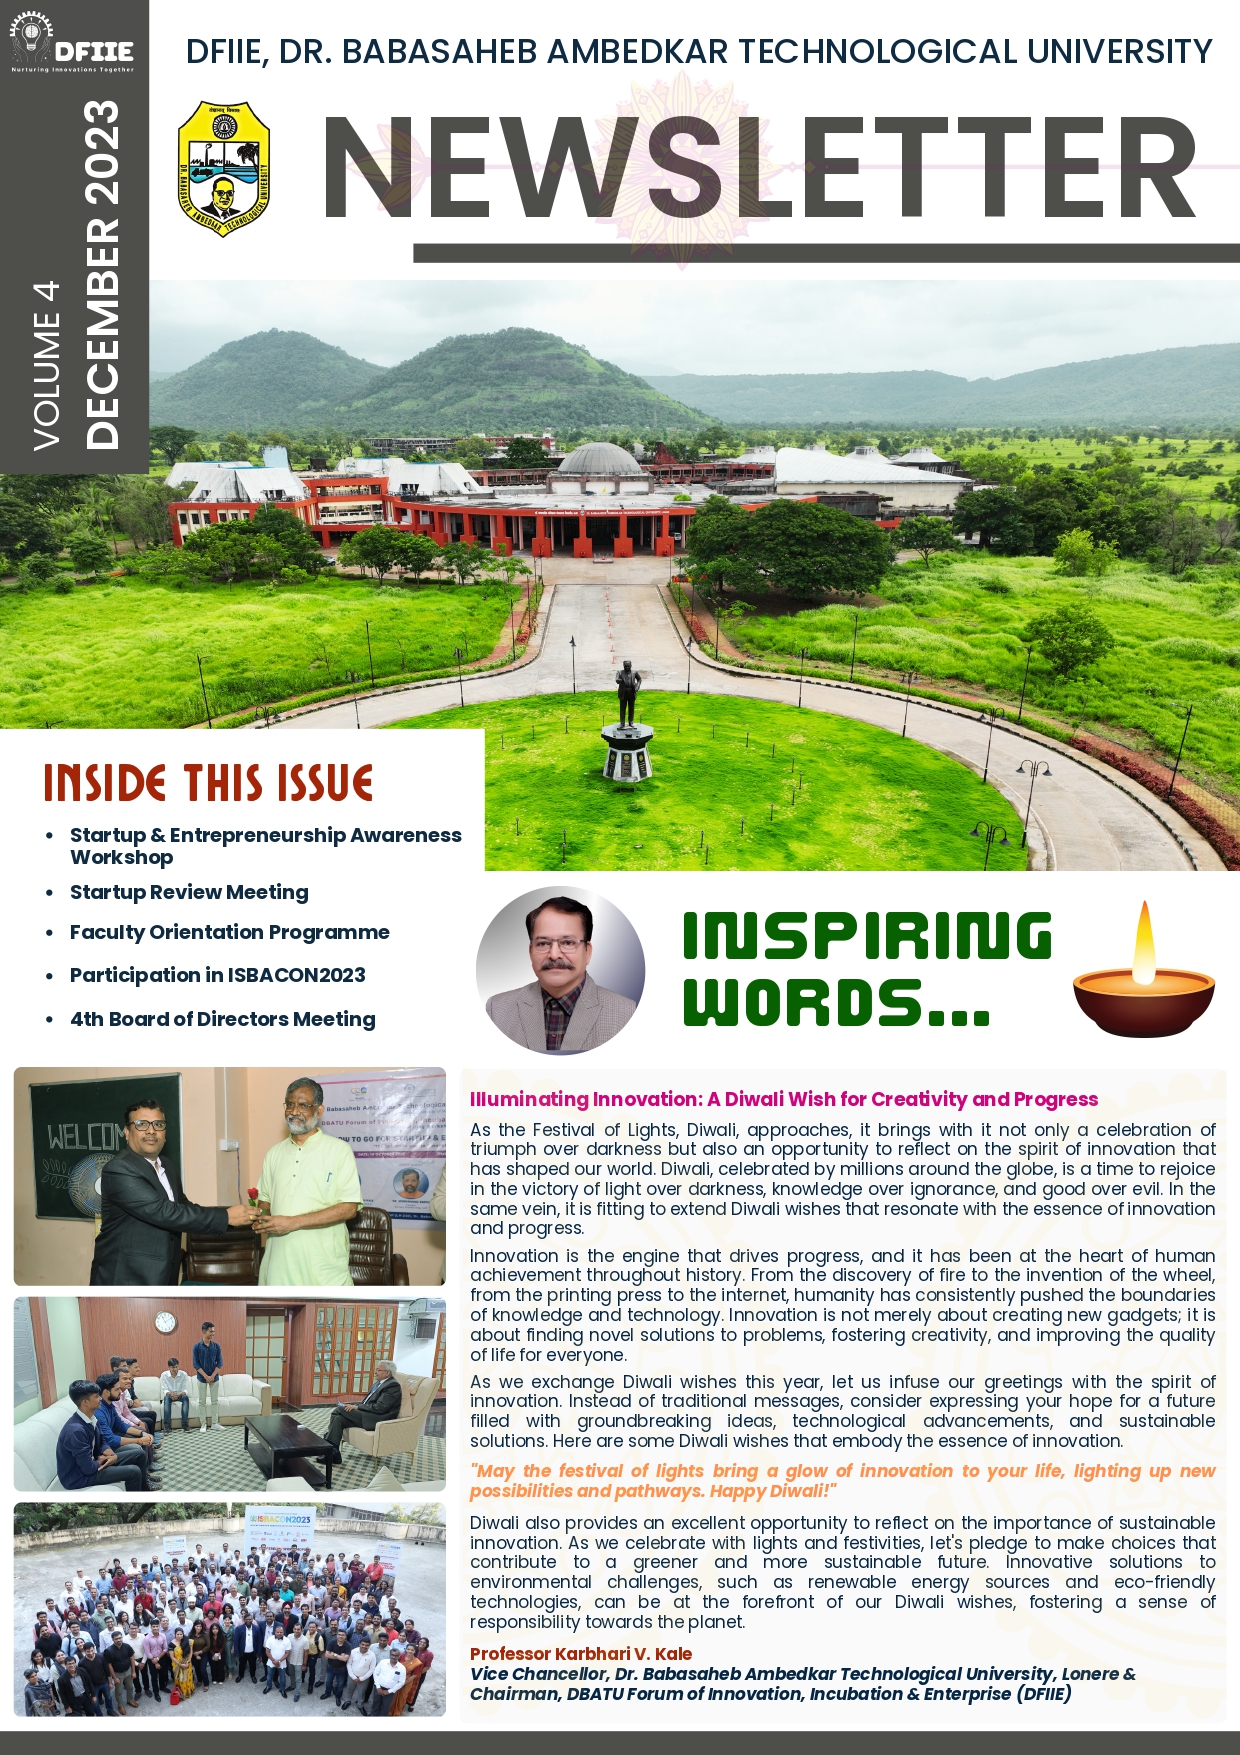 DFIIE
Nurturing Innovations Together
VOLUME 4
DECEMBER 2023
DFIIE, DR. BABASAHEB AMBEDKAR TECHNOLOGICAL UNIVERSITY
DR. BABASAHEB AMBEDKAR TECHNOLOGICAL UNIVERSITY
NEWSLETTER
INSIDE THIS ISSUE
• Startup & Entrepreneurship Awareness
Workshop
• Startup Review Meeting
• Faculty Orientation Programme
• Participation in ISBACON2023
• 4th Board of Directors Meeting
INSPIRING
WORDS...
WELCOM
Babasaheb
ISBACON2023
Illuminating Innovation: A Diwali Wish for Creativity and Progress
As the Festival of Lights, Diwali, approaches, it brings with it not only a celebration of
triumph over darkness but also an opportunity to reflect on the spirit of innovation that
has shaped our world. Diwali, celebrated by millions around the globe, is a time to rejoice
in the victory of light over darkness, knowledge over ignorance, and good over evil. In the
same vein, it is fitting to extend Diwali wishes that resonate with the essence of innovation
and progress.
Innovation is the engine that drives progress, and it has been at the heart of human
achievement throughout history. From the discovery of fire to the invention of the wheel,
from the printing press to the internet, humanity has consistently pushed the boundaries
of knowledge and technology. Innovation is not merely about creating new gadgets; it is
about finding novel solutions to problems, fostering creativity, and improving the quality
of life for everyone.
As we exchange Diwali wishes this year, let us infuse our greetings with the spirit of
innovation. Instead of traditional messages, consider expressing your hope for a future
filled with groundbreaking ideas, technological advancements, and sustainable
solutions. Here are some Diwali wishes that embody the essence of innovation.
"May the festival of lights bring a glow of innovation to your life, lighting up new
possibilities and pathways. Happy Diwali!"
Diwali also provides an excellent opportunity to reflect on the importance of sustainable
innovation. As we celebrate with lights and festivities, let's pledge to make choices that
contribute to a greener and more sustainable future. Innovative solutions to
environmental challenges, such as renewable energy sources and eco-friendly
technologies, can be at the forefront of our Diwali wishes, fostering a sense of
responsibility towards the planet.
Professor Karbhari V. Kale
Vice Chancellor, Dr. Babasaheb Ambedkar Technological University, Lonere &
Chairman, DBATU Forum of Innovation, Incubation & Enterprise (DFIIE)